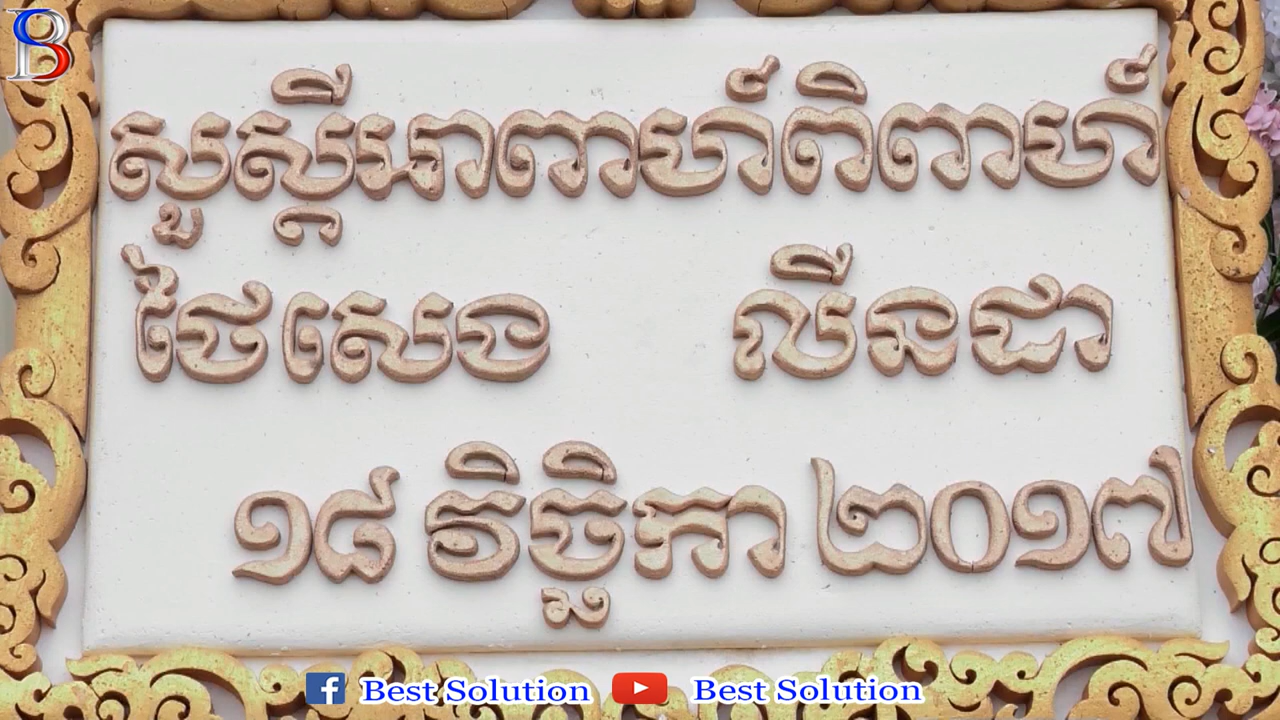 សួស្ដីអាពាហ៍ពិពាហ៍
ថៃសេង លីនដា
១៨ វិច្ឆិកា ២០១៧
Best Solution Best Solution